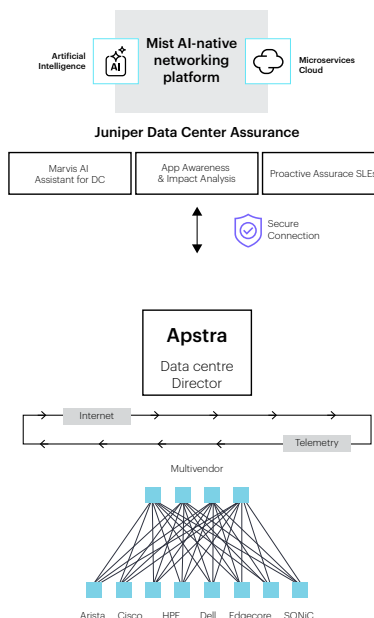 Artificial
Intelligence
AI
Mist AI-native
networking
platform
Microservices
Cloud
Juniper Data Center Assurance
Marvis AI
Assistant for DC
App Awareness
& Impact Analysis
Proactive Assurace SLEs
Secure
Connection
Apstra
Data centre
Director
Internet
Telemetry
Multivendor
Arista Cisco HPE Dell Edgecore SONiC